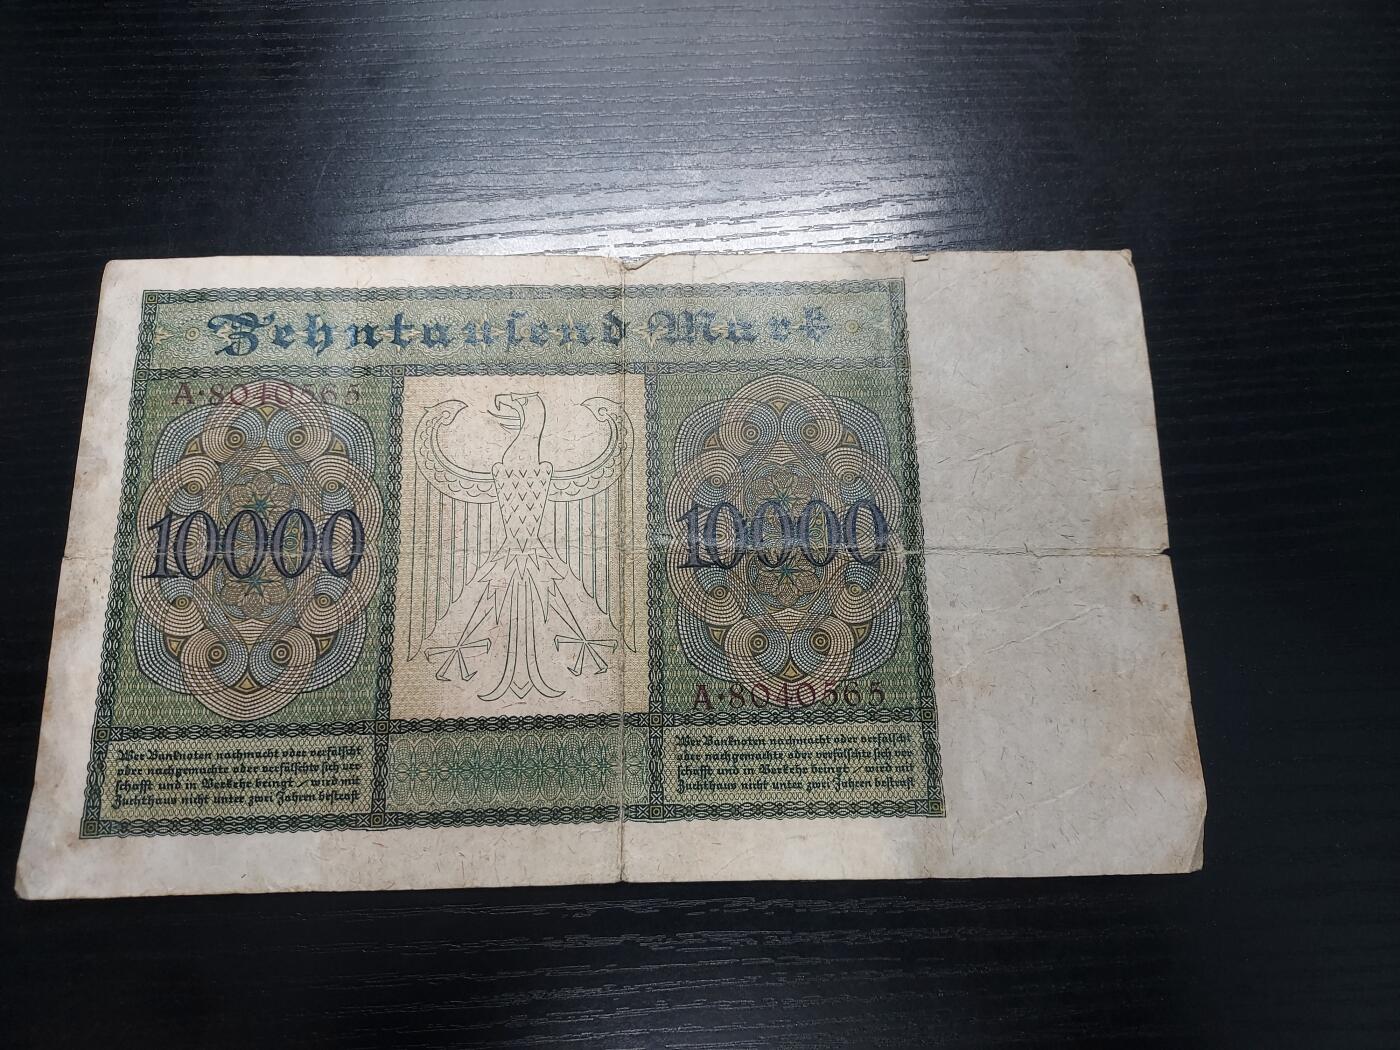 Zehntausend Mark
A·8040565
10000
10000
A·8040565
Wer Banknoten nachmacht oder verfälscht
oder nachgemachte oder verfälschte sich ver⸗
schafft und in Verkehr bringt / wird mit
Zuchthaus nicht unter zwei Jahren bestraft
Wer Banknoten nachmacht oder verfälscht
oder nachgemachte oder verfälschte sich ver⸗
schafft und in Verkehr bringt / wird mit
Zuchthaus nicht unter zwei Jahren bestraft